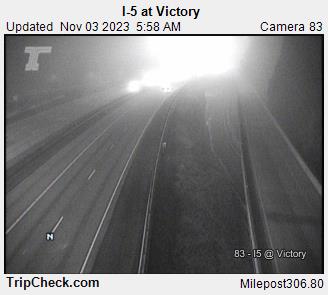 I-5 at Victory
Updated Nov 03 2023 5:58 AM Camera 83
T
N
83 - I5 @ Victory
TripCheck.com Milepost306.80